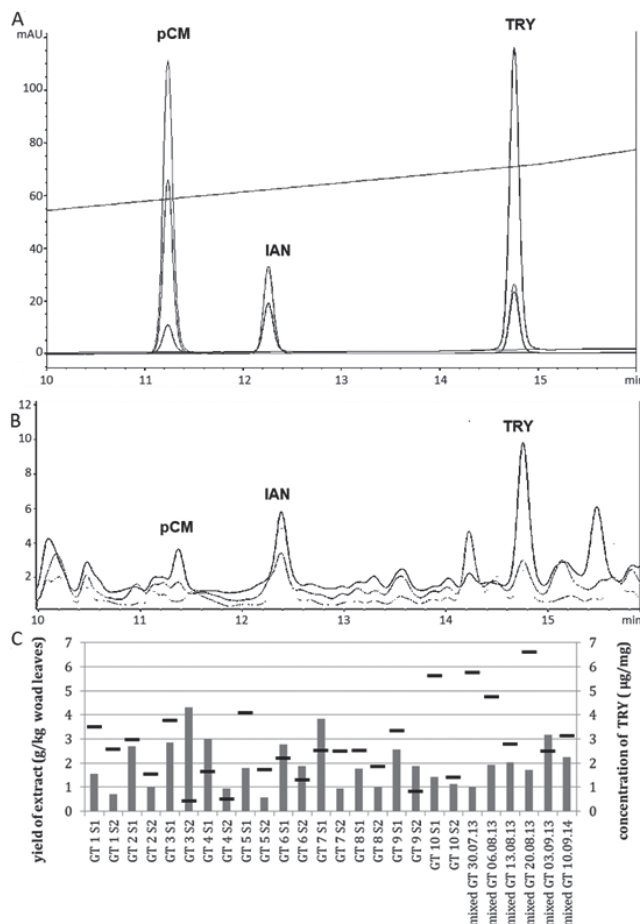 A
mAU
pCM
TRY
IAN
100
80
60
40
20
0
10 11 12 13 14 15 min
B
12
10
8
6
4
2
pCM
IAN
TRY
10 11 12 13 14 15 min
C
yield of extract (g/kg woad leaves)
7
6
5
4
3
2
1
0
7
6
5
4
3
2
1
0
concentration of TRY ( µg/mg)
GT 1 S1
GT 1 S2
GT 2 S1
GT 2 S2
GT 3 S1
GT 3 S2
GT 4 S1
GT 4 S2
GT 5 S1
GT 5 S2
GT 6 S1
GT 6 S2
GT 7 S1
GT 7 S2
GT 8 S1
GT 8 S2
GT 9 S1
GT 9 S2
GT 10 S1
GT 10 S2
mixed GT 30.07.13
mixed GT 06.08.13
mixed GT 13.08.13
mixed GT 20.08.13
mixed GT 03.09.13
mixed GT 10.09.14